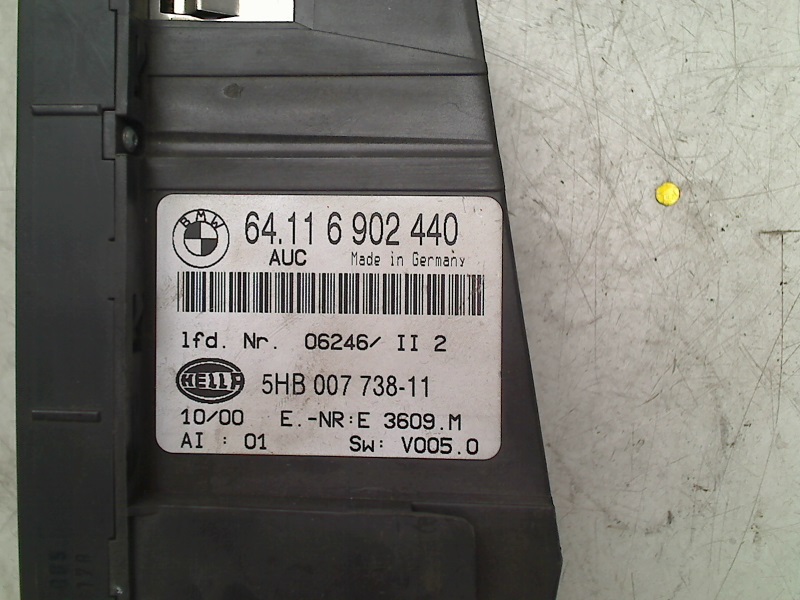 BMW
64.11 6 902 440
AUC Made in Germany
lfd. Nr. 06246/ II 2
HELLA
5HB 007 738-11
10/00 E.-NR:E 3609.M
AI : 01 Sw: V005.0